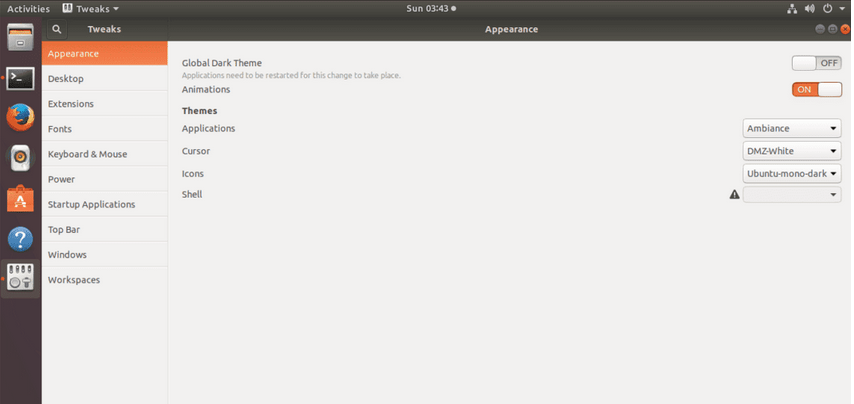 Activities Tweaks Sun 03:43
Tweaks Appearance
Appearance
Desktop
Extensions
Fonts
Keyboard & Mouse
Power
Startup Applications
Top Bar
Windows
Workspaces
Global Dark Theme OFF
Applications need to be restarted for this change to take place.
Animations ON
Themes
Applications Ambiance
Cursor DMZ-White
Icons Ubuntu-mono-dark
Shell